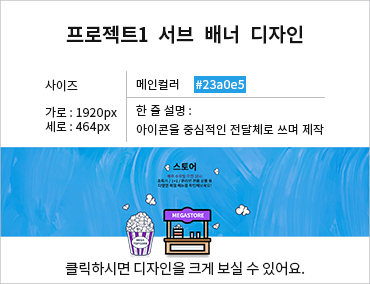 프로젝트1 서브 배너 디자인
사이즈
메인컬러 #23a0e5
가로 : 1920px
세로 : 464px
한 줄 설명 :
아이콘을 중심적인 전달체로 쓰며 제작
스토어
MEGASTORE
클릭하시면 디자인을 크게 보실 수 있어요.